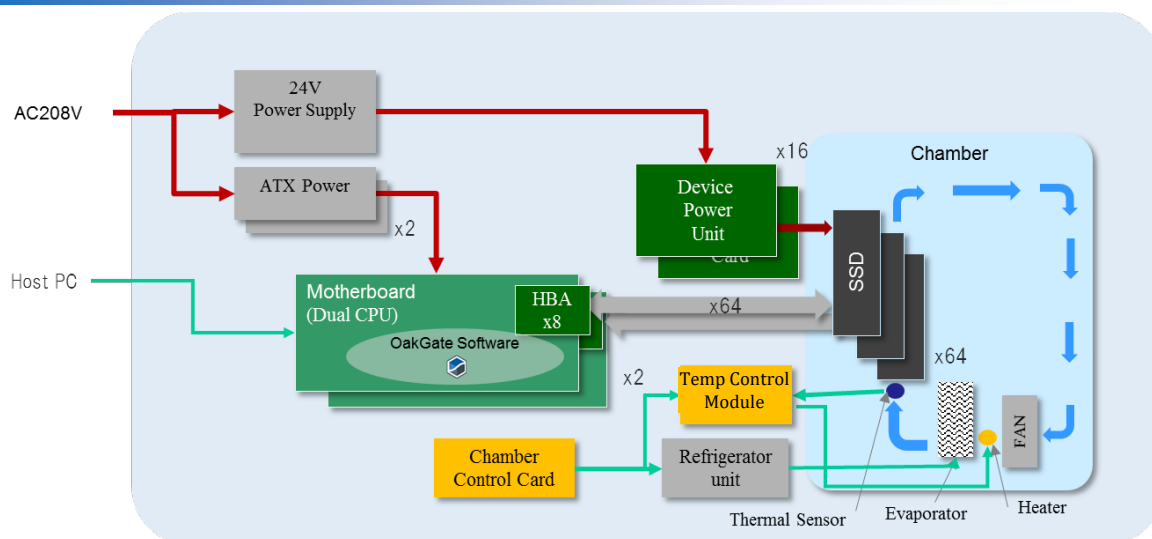 24V
Power Supply
AC208V
ATX Power
x2
x16
Device
Power
Unit
Card
Chamber
SSD
x64
Host PC
Motherboard
(Dual CPU)
HBA
x8
x64
OakGate Software
x2
Temp Control
Module
Chamber
Control Card
Refrigerator
unit
FAN
Thermal Sensor
Evaporator
Heater